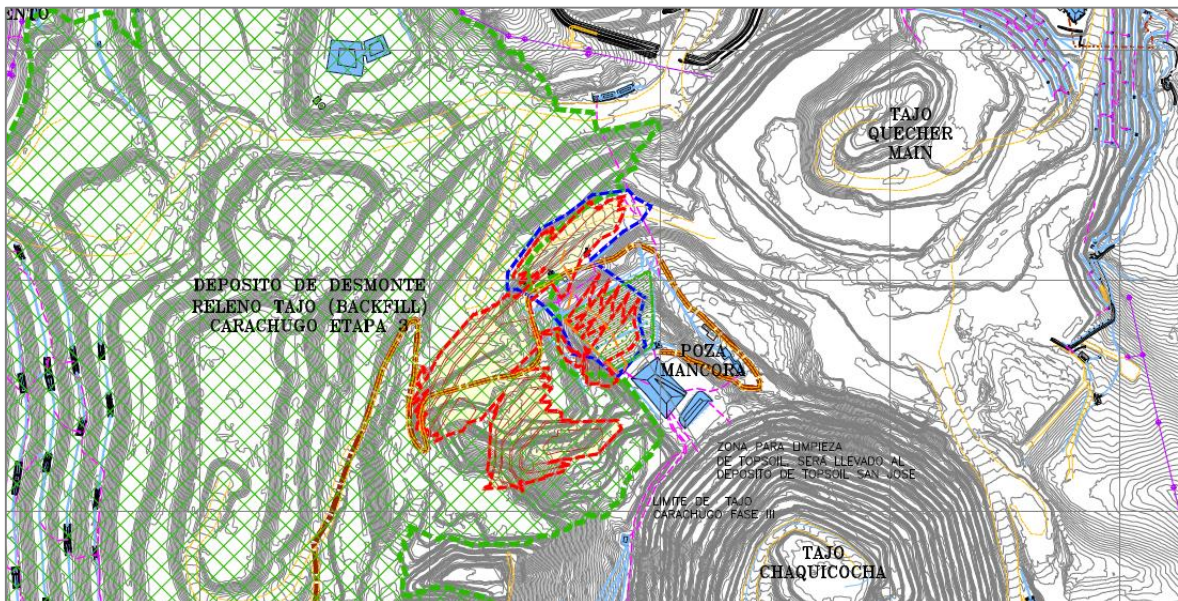 TAJO
QUECHER
MAIN
DEPOSITO DE DESMONTE
RELENO TAJO (BACKFILL)
CARACHUGO ETAPA 3
POZA
MANCORA
ZONA PARA LIMPIEZA
DE TOPSOIL, SERÁ LLEVADO AL
DEPOSITO DE TOPSOIL SAN JOSE
LIMITE DE TAJO
CARACHUGO FASE III
TAJO
CHAQUICOCHA